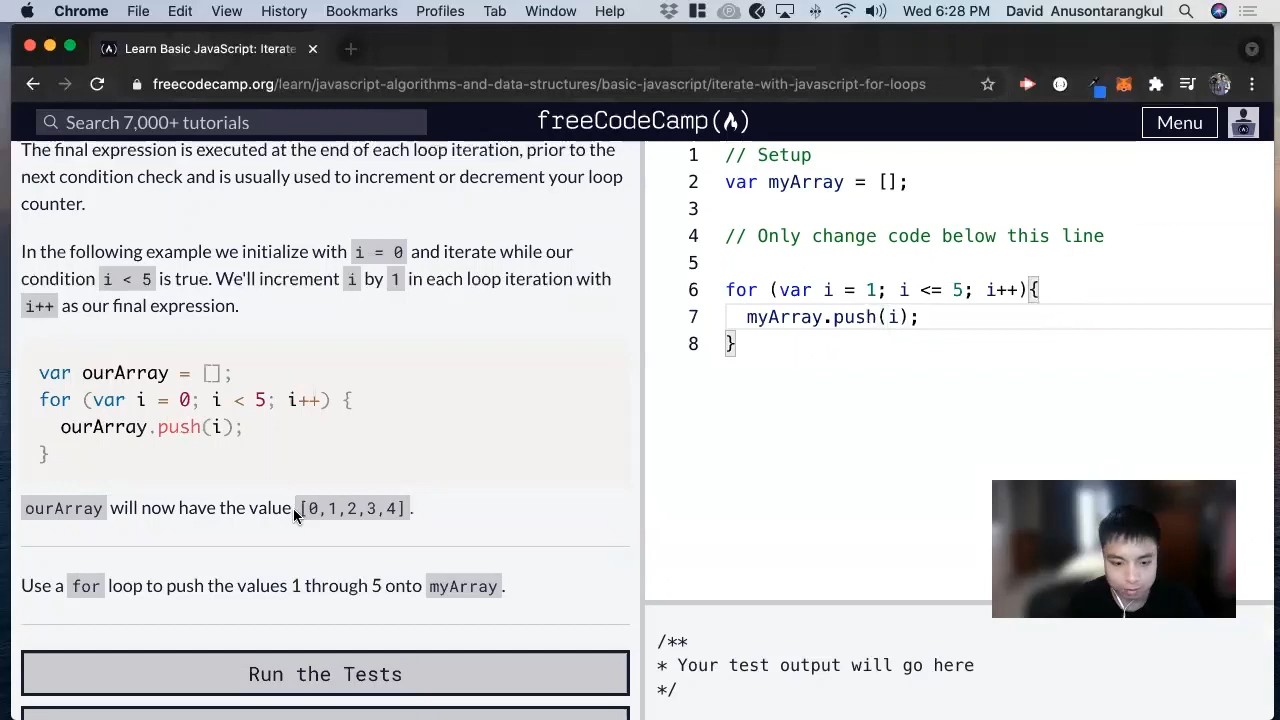 Chrome File Edit View History Bookmarks Profiles Tab Window Help Wed 6:28 PM David Anusontarangkul
Learn Basic JavaScript: Iterate
freecodecamp.org/learn/javascript-algorithms-and-data-structures/basic-javascript/iterate-with-javascript-for-loops
Search 7,000+ tutorials
freeCodeCamp
Menu
The final expression is executed at the end of each loop iteration, prior to the
next condition check and is usually used to increment or decrement your loop
counter.
In the following example we initialize with i = 0 and iterate while our
condition i < 5 is true. We'll increment i by 1 in each loop iteration with
i++ as our final expression.
var ourArray = [];
for (var i = 0; i < 5; i++) {
ourArray.push(i);
}
ourArray will now have the value [0,1,2,3,4].
Use a for loop to push the values 1 through 5 onto myArray.
Run the Tests
1 // Setup
2 var myArray = [];
3
4 // Only change code below this line
5
6 for (var i = 1; i <= 5; i++){
7 myArray.push(i);
8 }
/**
* Your test output will go here
*/